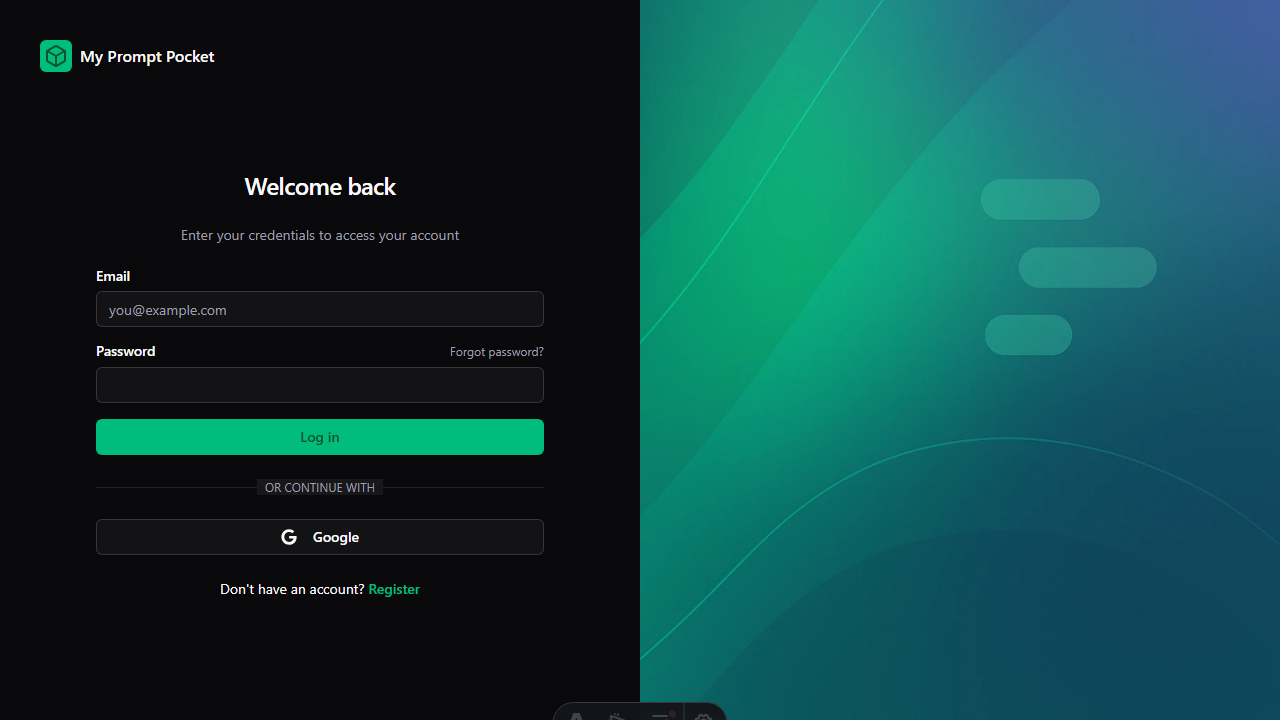 My Prompt Pocket
Welcome back
Enter your credentials to access your account
Email
you@example.com
Password
Forgot password?
Log in
OR CONTINUE WITH
Google
Don't have an account? Register